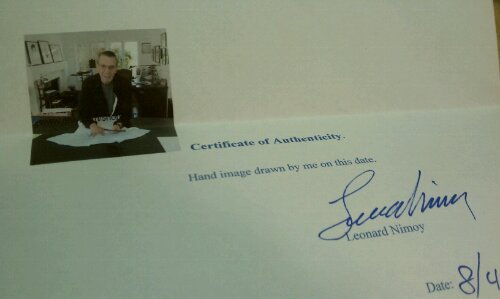 Certificate of Authenticity.
Hand image drawn by me on this date.
Leonard Nimoy
Date: 8/4